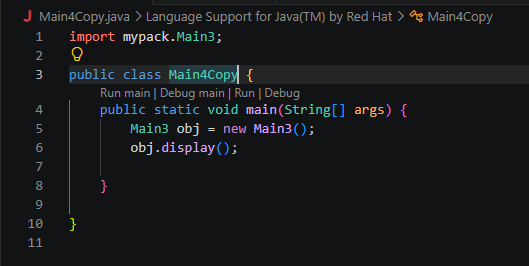 J Main4Copy.java > Language Support for Java(TM) by Red Hat > Main4Copy
1 import mypack.Main3;
2
3 public class Main4Copy {
Run main | Debug main | Run | Debug
4 public static void main(String[] args) {
5 Main3 obj = new Main3();
6 obj.display();
7
8 }
9
10 }
11